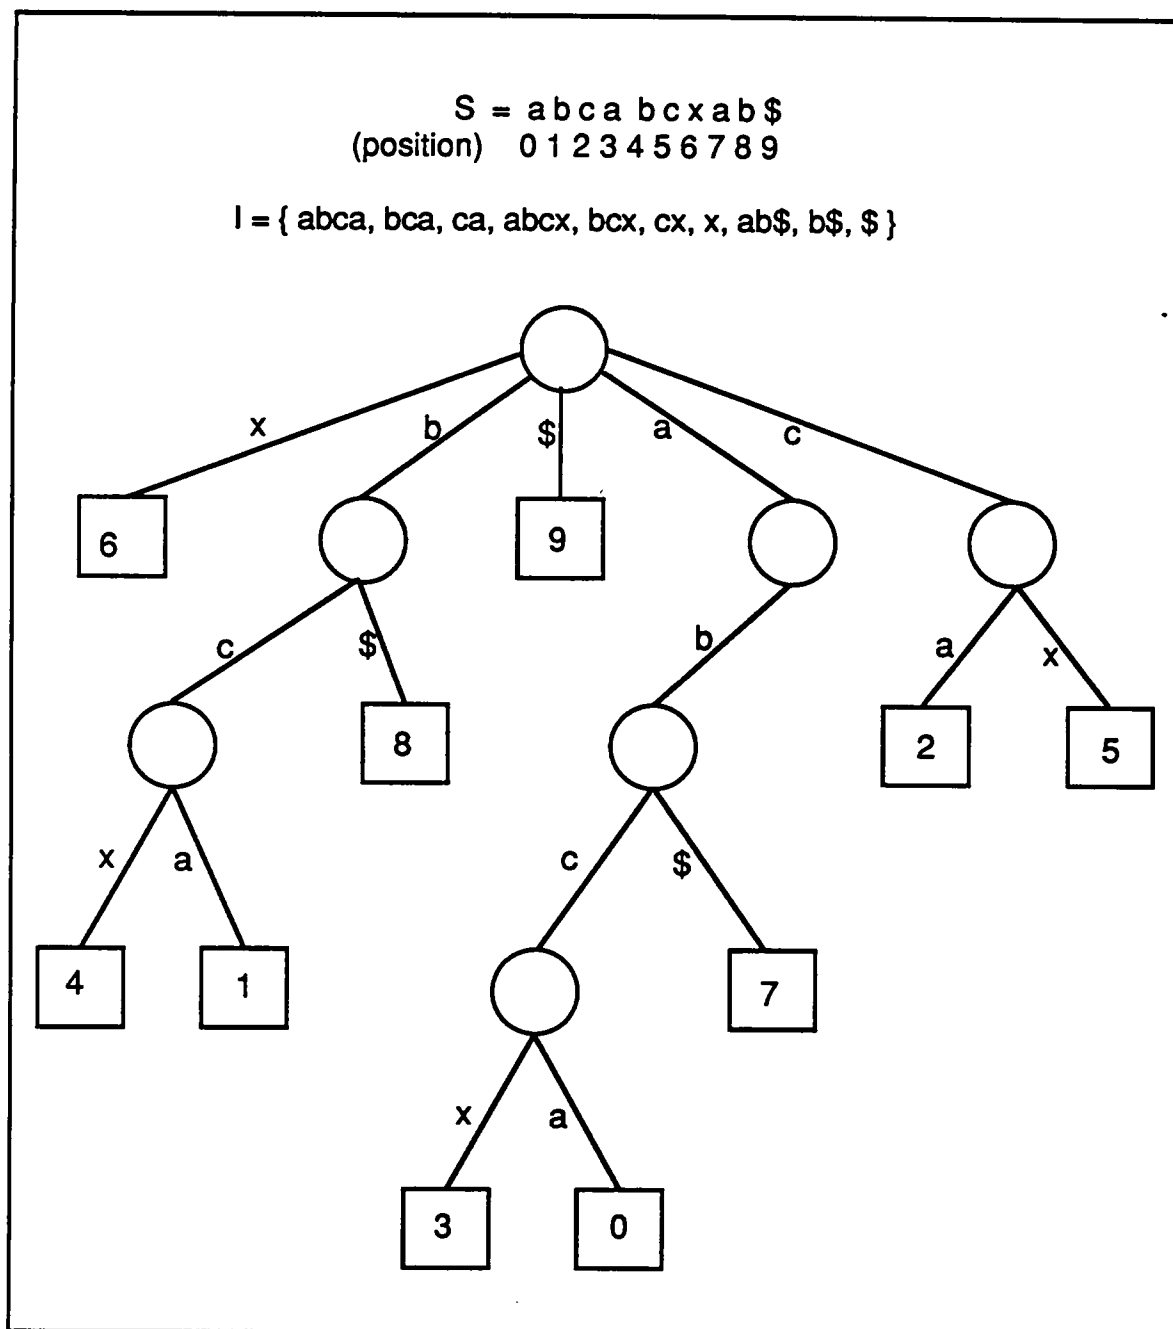 S = a b c a b c x a b $
(position) 0 1 2 3 4 5 6 7 8 9
I = { abca, bca, ca, abcx, bcx, cx, x, ab$, b$, $ }
x b $ a c
6 9
c $ b a x
8 2 5
x a c $
4 1 7
x a
3 0